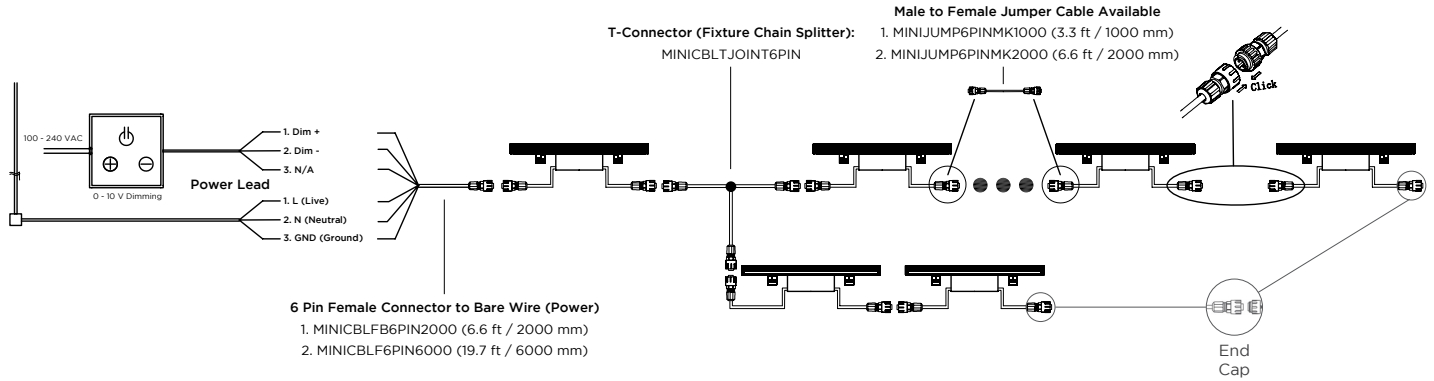 Male to Female Jumper Cable Available
1. MINIJUMP6PINMK1000 (3.3 ft / 1000 mm)
2. MINIJUMP6PINMK2000 (6.6 ft / 2000 mm)
T-Connector (Fixture Chain Splitter):
MINICBLTJOINT6PIN
Click
100 - 240 VAC
0 - 10 V Dimming
Power Lead
1. Dim +
2. Dim -
3. N/A
1. L (Live)
2. N (Neutral)
3. GND (Ground)
6 Pin Female Connector to Bare Wire (Power)
1. MINICBLFB6PIN2000 (6.6 ft / 2000 mm)
2. MINICBLF6PIN6000 (19.7 ft / 6000 mm)
End
Cap